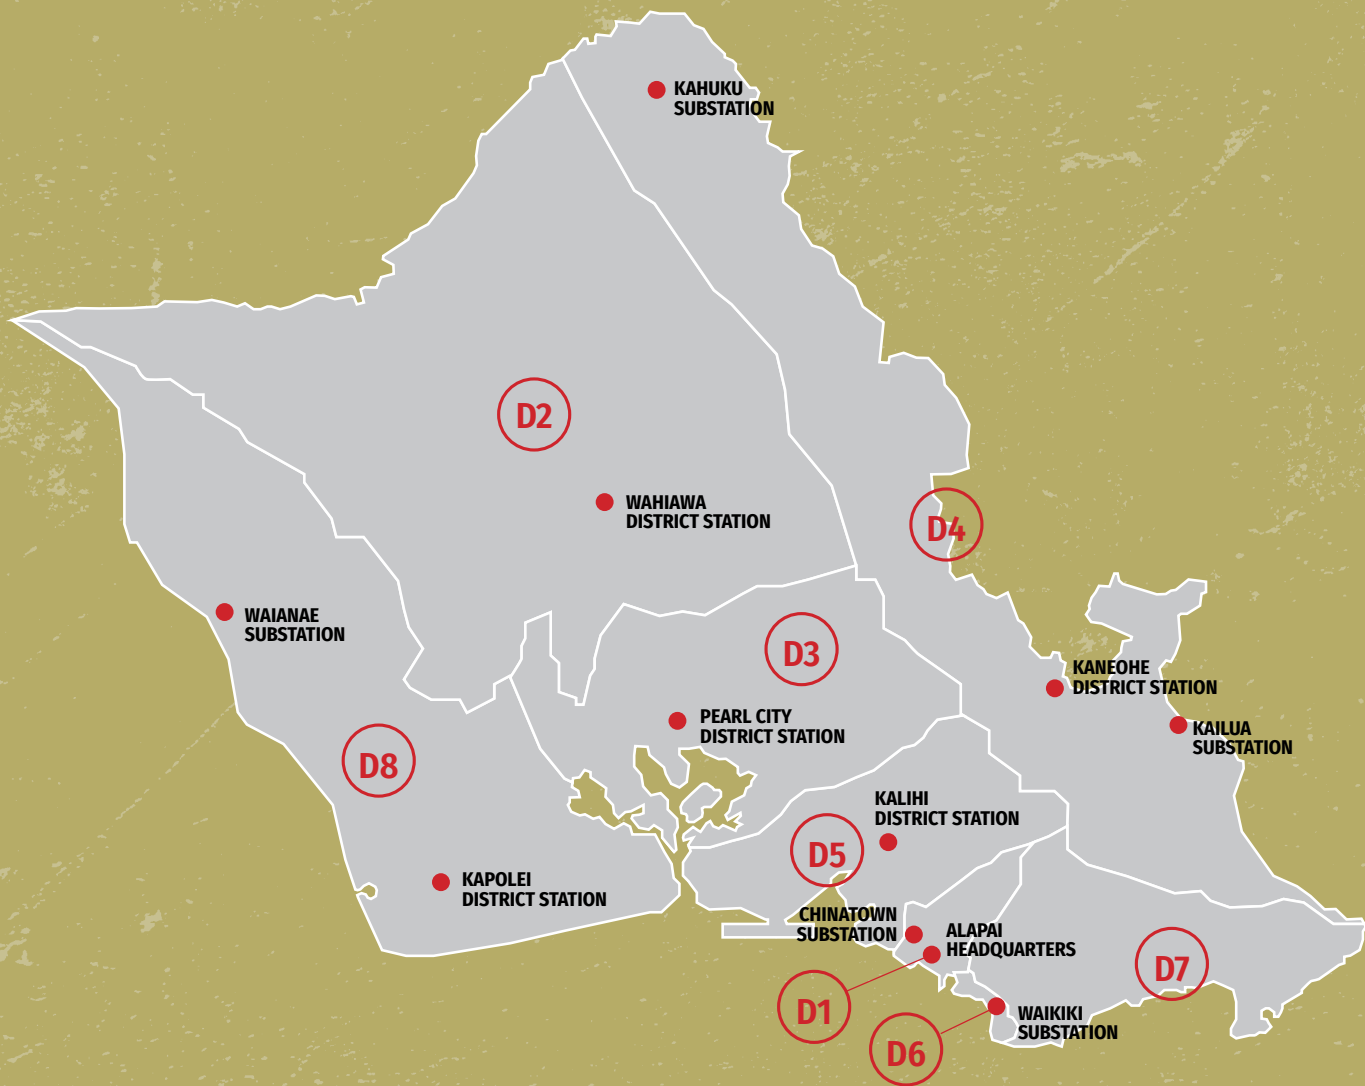 KAHUKU
SUBSTATION
D2
WAHIAWA
DISTRICT STATION
D4
WAIANAE
SUBSTATION
D3
KANEOHE
DISTRICT STATION
PEARL CITY
DISTRICT STATION
KAILUA
SUBSTATION
D8
KALIHI
DISTRICT STATION
D5
KAPOLEI
DISTRICT STATION
CHINATOWN
SUBSTATION
ALAPAI
HEADQUARTERS
D7
D1
WAIKIKI
SUBSTATION
D6